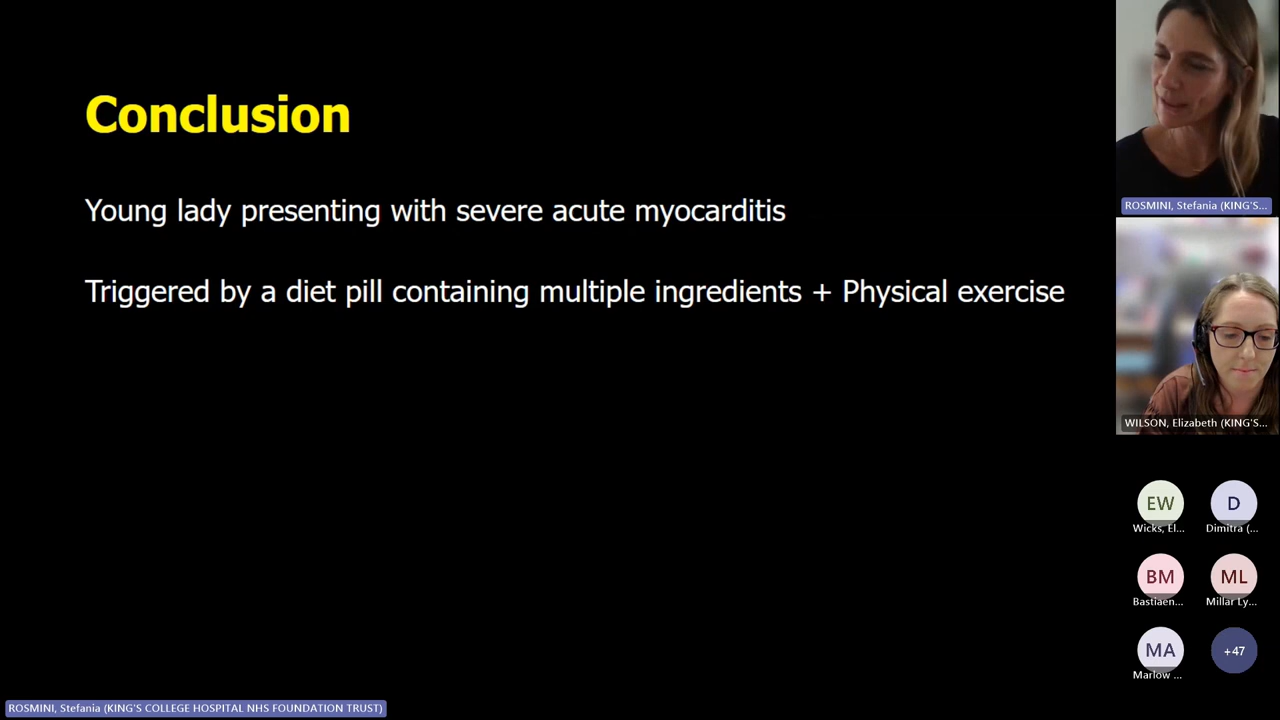 Conclusion
Young lady presenting with severe acute myocarditis
Triggered by a diet pill containing multiple ingredients + Physical exercise
ROSMINI, Stefania (KING'S...
WILSON, Elizabeth (KING'S...
EW
Wicks, El...
D
Dimitra (...
BM
Bastiaen...
ML
Millar Ly...
MA
Marlow ...
+47
ROSMINI, Stefania (KING'S COLLEGE HOSPITAL NHS FOUNDATION TRUST)